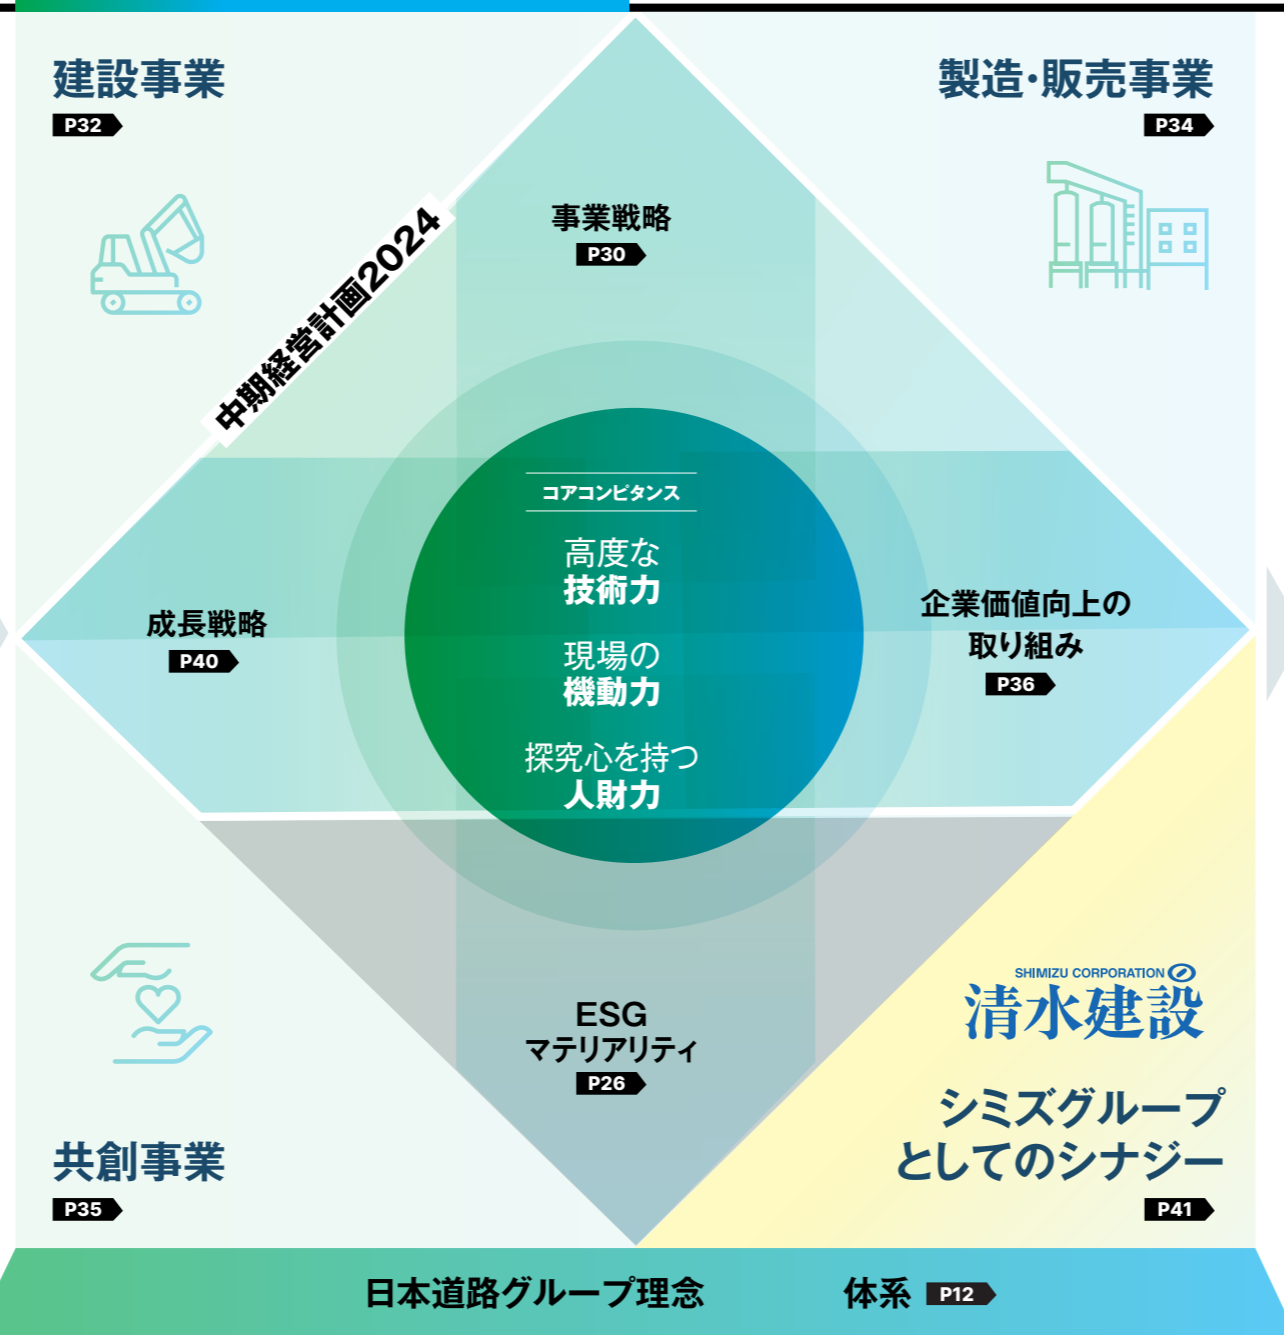 建設事業
P32
製造・販売事業
P34
中期経営計画2024
事業戦略
P30
コアコンピタンス
高度な
技術力
現場の
機動力
探究心を持つ
人財力
成長戦略
P40
企業価値向上の
取り組み
P36
ESG
マテリアリティ
P26
共創事業
P35
SHIMIZU CORPORATION
清水建設
シミズグループ
としてのシナジー
P41
日本道路グループ理念 体系 P12